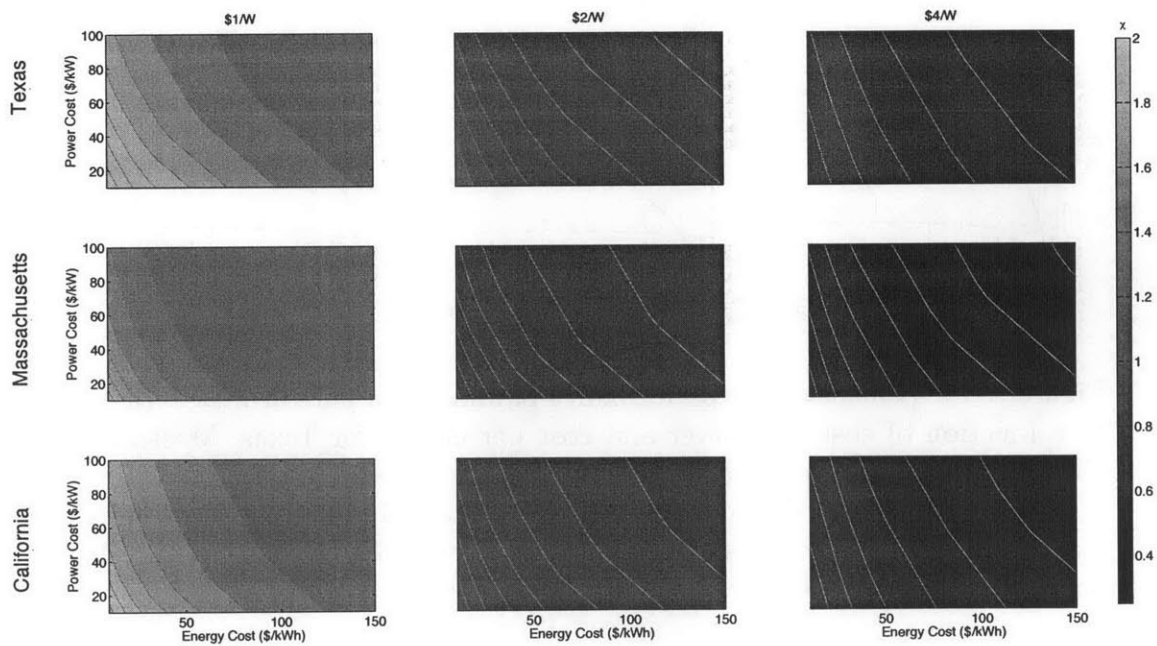 $1/W
$2/W
$4/W
χ
Texas
Power Cost ($/kW)
100
80
60
40
20
2
1.8
1.6
1.4
1.2
1
0.8
0.6
0.4
Massachusetts
Power Cost ($/kW)
100
80
60
40
20
California
Power Cost ($/kW)
100
80
60
40
20
50
100
150
Energy Cost ($/kWh)
50
100
150
Energy Cost ($/kWh)
50
100
150
Energy Cost ($/kWh)